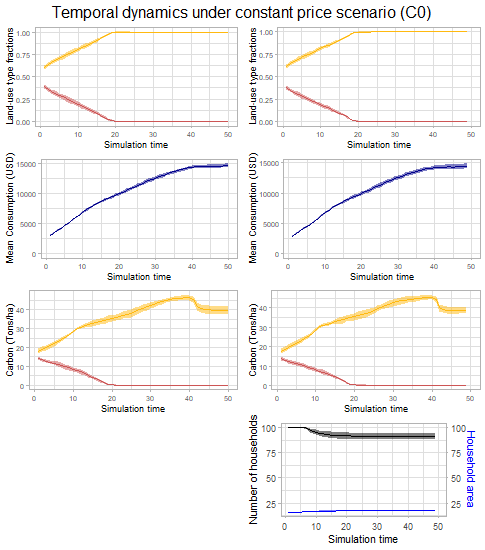 Temporal dynamics under constant price scenario (C0)
Land-use type fractions
1.00
0.75
0.50
0.25
0.00
0 10 20 30 40 50
Simulation time
Land-use type fractions
1.00
0.75
0.50
0.25
0.00
0 10 20 30 40 50
Simulation time
Mean Consumption (USD)
15000
10000
5000
0
0 10 20 30 40 50
Simulation time
Mean Consumption (USD)
15000
10000
5000
0
0 10 20 30 40 50
Simulation time
Carbon (Tons/ha)
40
30
20
10
0
0 10 20 30 40 50
Simulation time
Carbon (Tons/ha)
40
30
20
10
0
0 10 20 30 40 50
Simulation time
Number of households
100
75
50
25
100
75
50
25
Household area
0 10 20 30 40 50
Simulation time